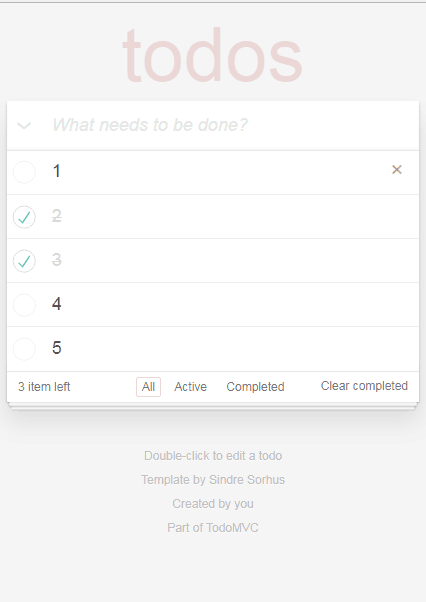 todos
What needs to be done?
1
2
3
4
5
3 item left All Active Completed Clear completed
Double-click to edit a todo
Template by Sindre Sorhus
Created by you
Part of TodoMVC